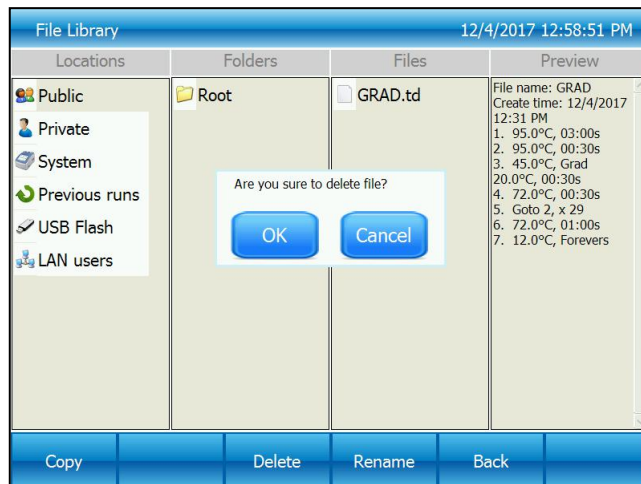 File Library
12/4/2017 12:58:51 PM
Locations
Folders
Files
Preview
Public
Private
System
Previous runs
USB Flash
LAN users
Root
GRAD.td
File name: GRAD
Create time: 12/4/2017
12:31 PM
1. 95.0°C, 03:00s
2. 95.0°C, 00:30s
3. 45.0°C, Grad
20.0°C, 00:30s
4. 72.0°C, 00:30s
5. Goto 2, x 29
6. 72.0°C, 01:00s
7. 12.0°C, Forevers
Are you sure to delete file?
OK
Cancel
Copy
Delete
Rename
Back